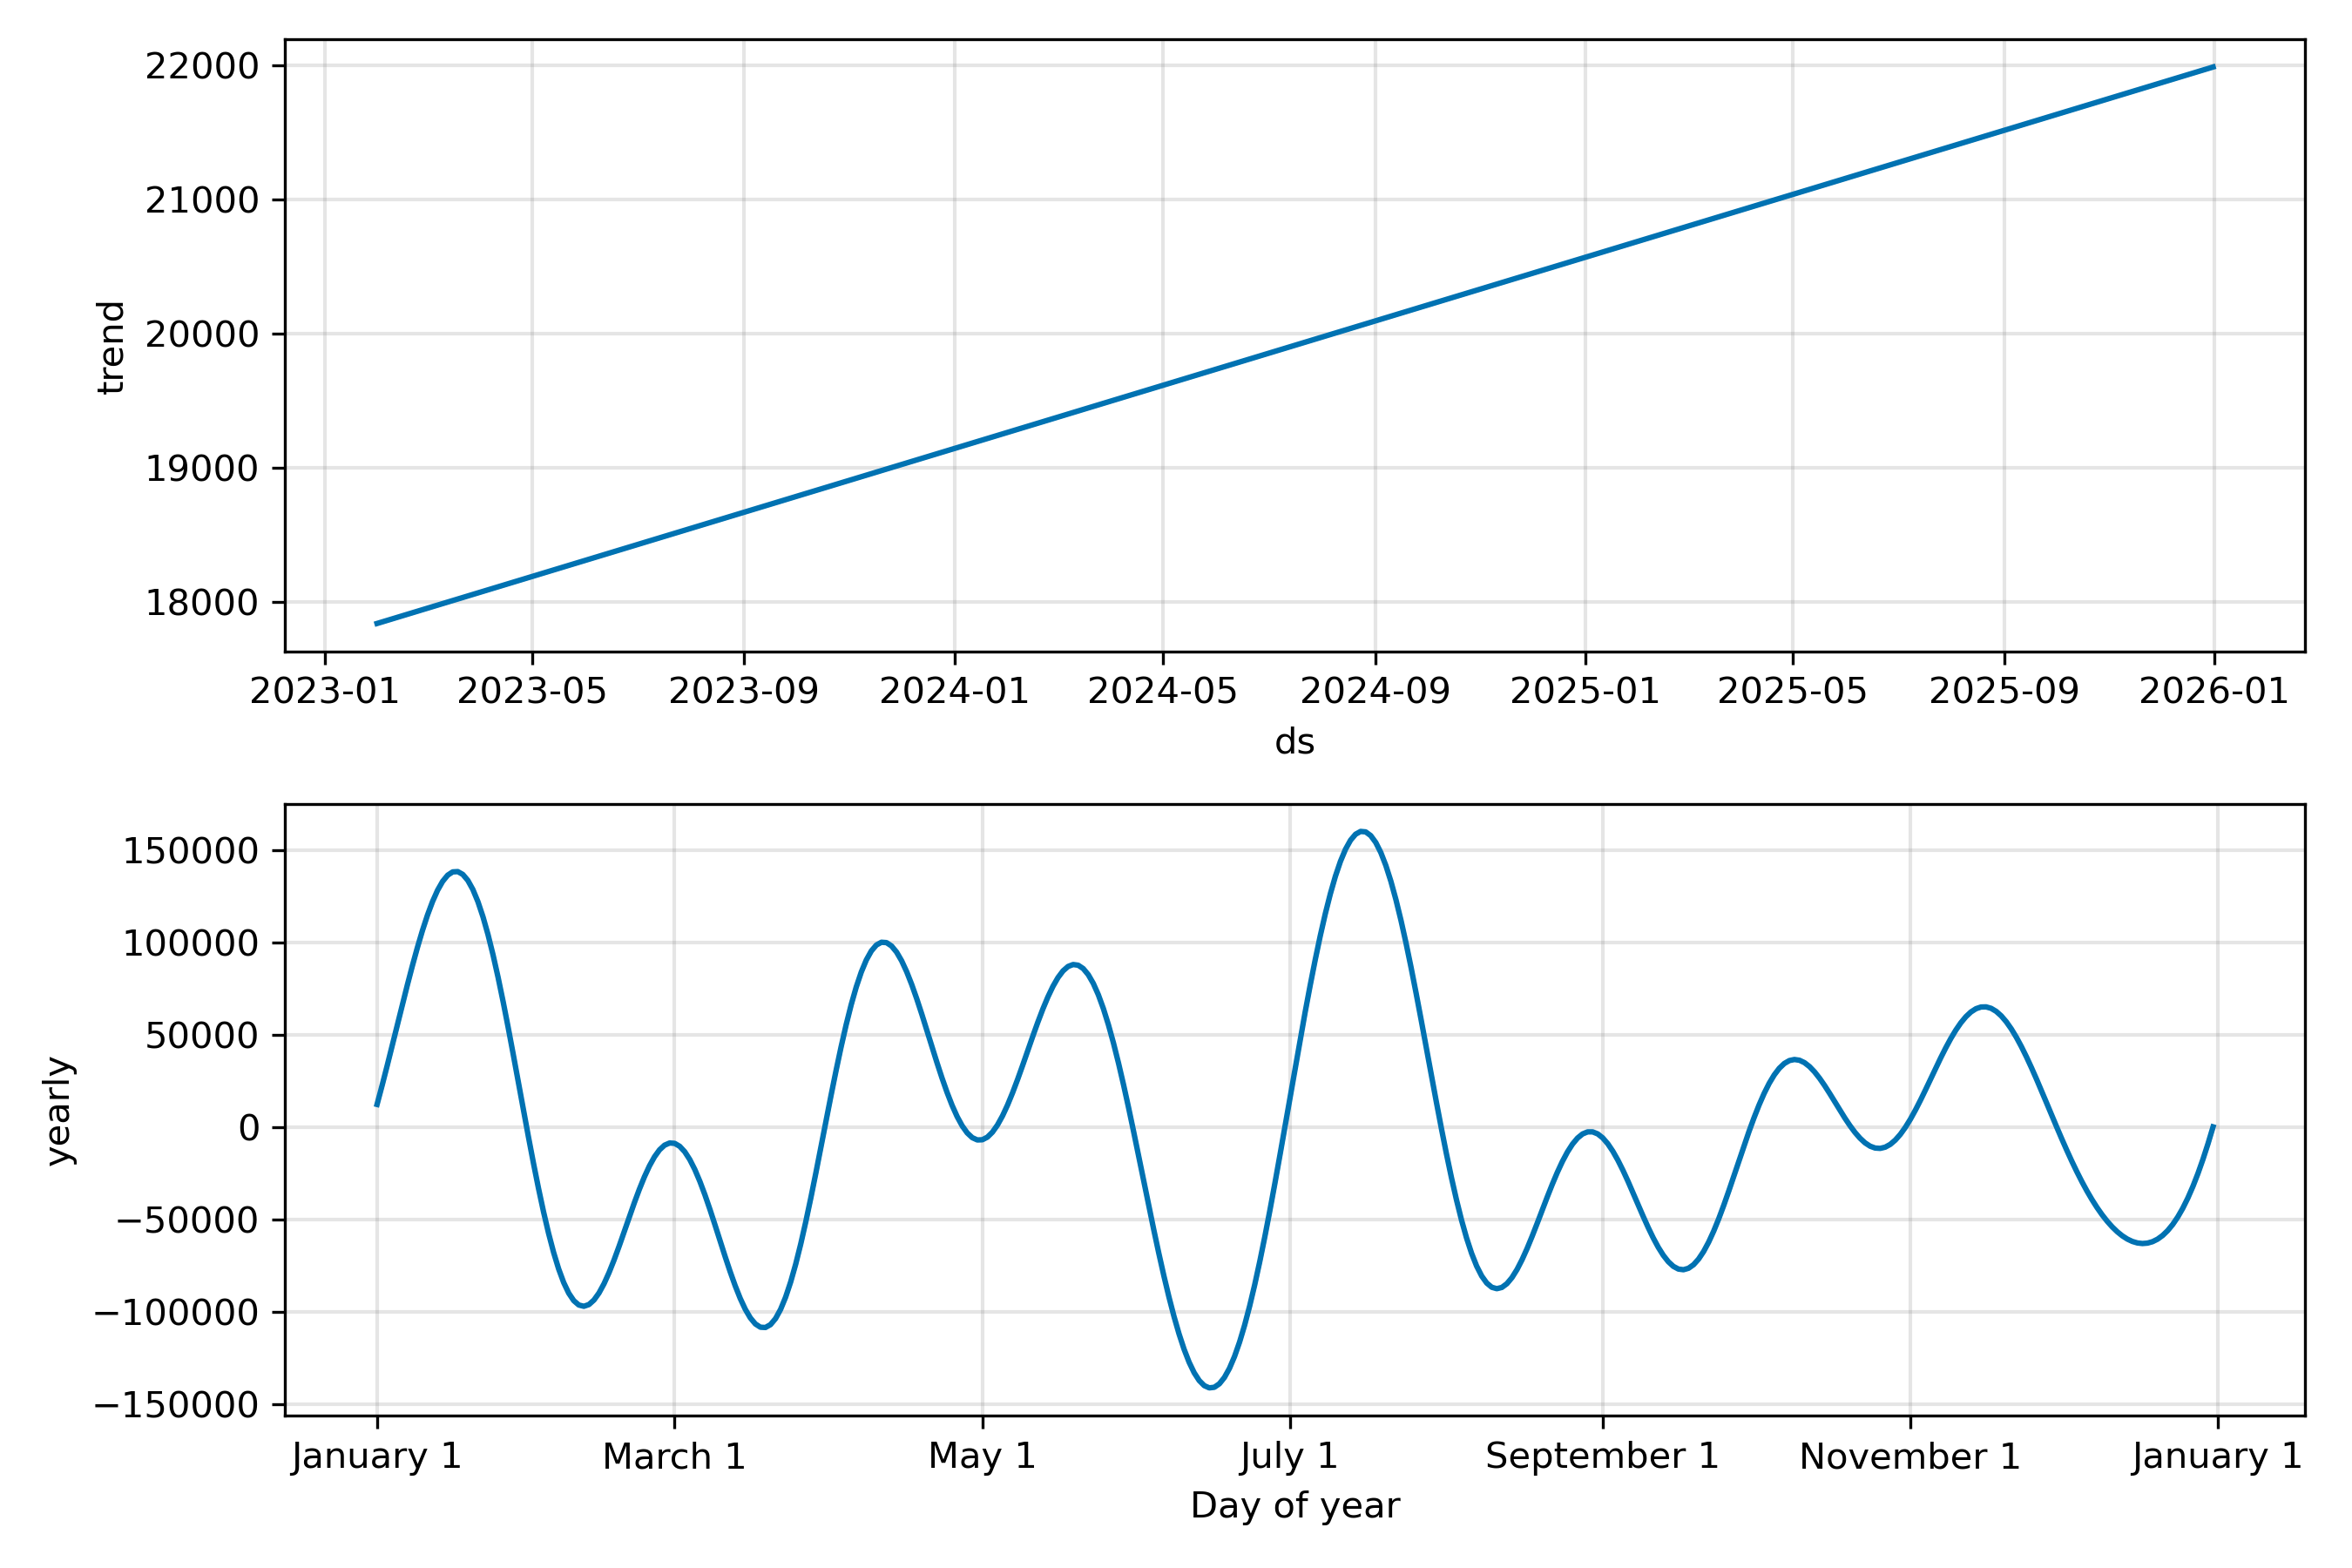 22000
21000
20000
19000
18000
trend
2023-01 2023-05 2023-09 2024-01 2024-05 2024-09 2025-01 2025-05 2025-09 2026-01
ds
150000
100000
50000
0
−50000
−100000
−150000
yearly
January 1 March 1 May 1 July 1 September 1 November 1 January 1
Day of year